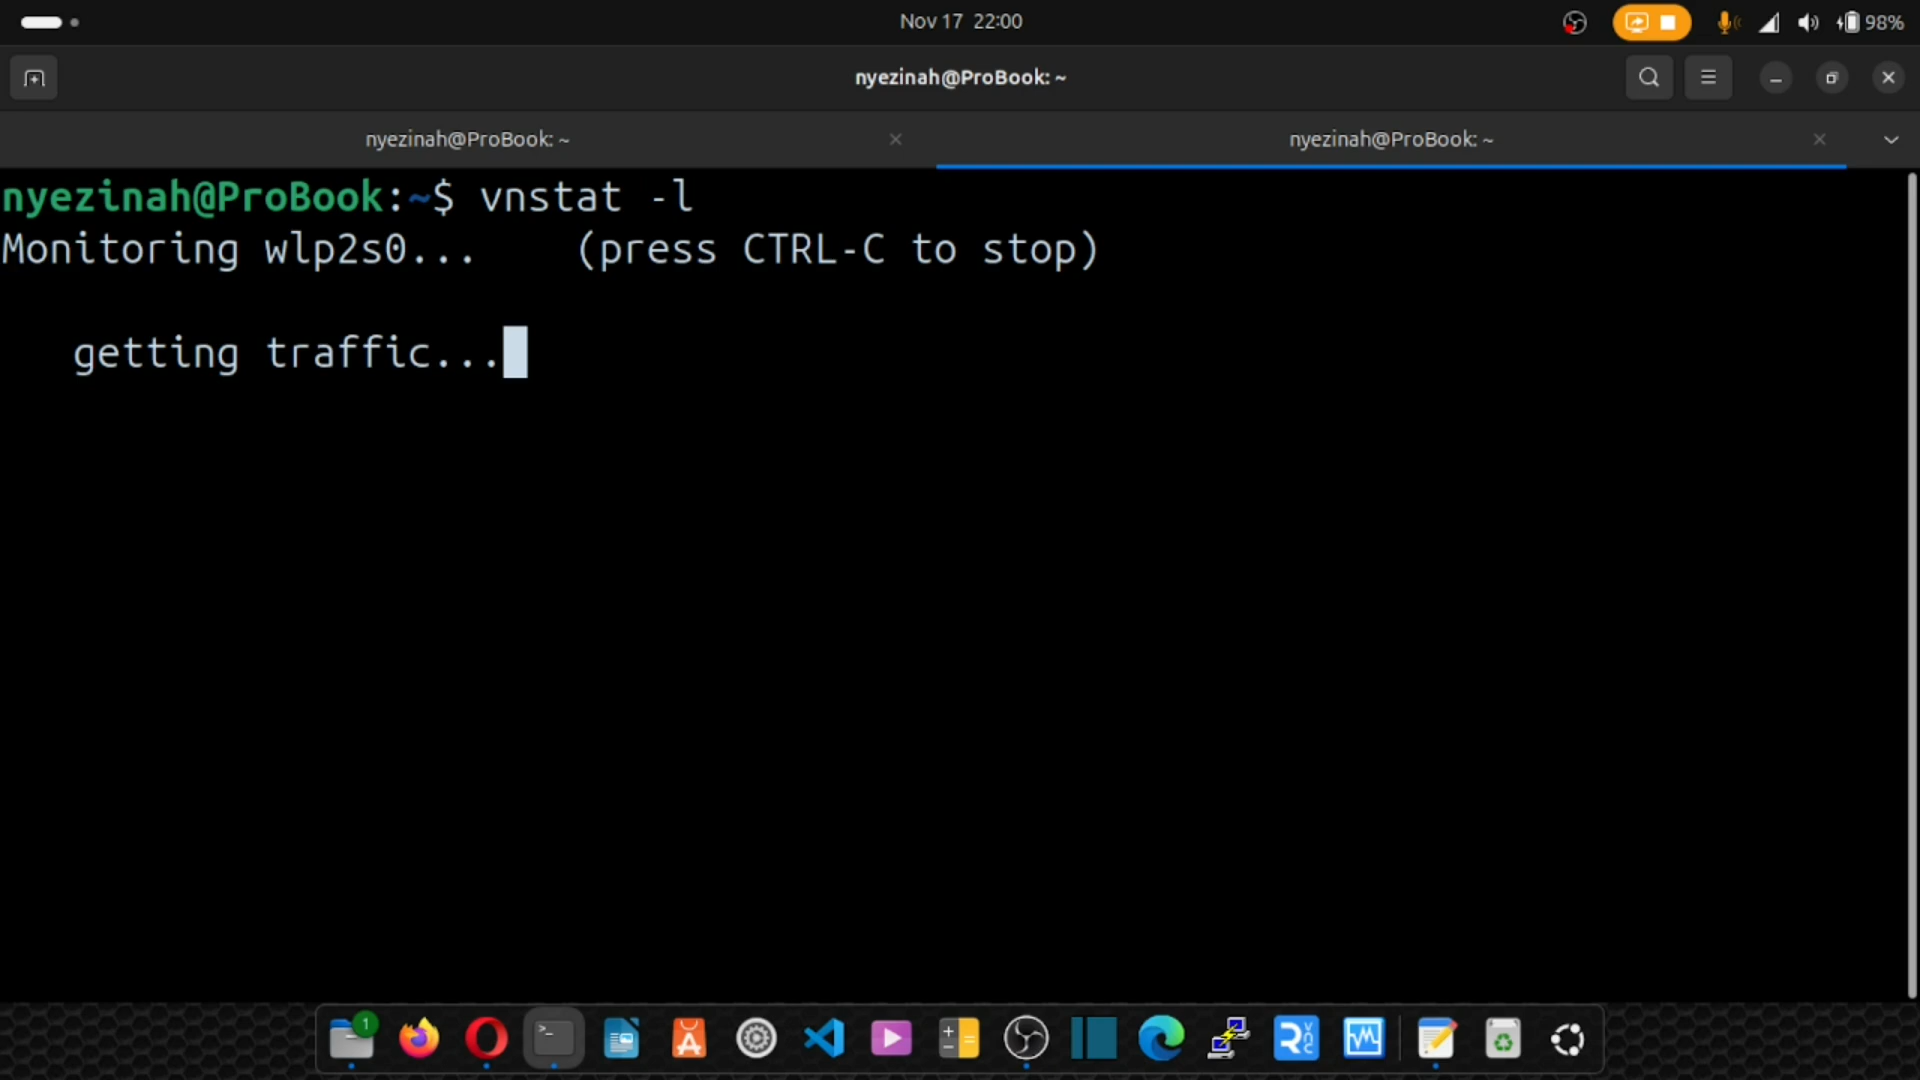 Nov 17 22:00
98%
nyezinah@ProBook: ~
nyezinah@ProBook: ~
nyezinah@ProBook: ~
nyezinah@ProBook:~$ vnstat -l
Monitoring wlp2s0...    (press CTRL-C to stop)
getting traffic...
1